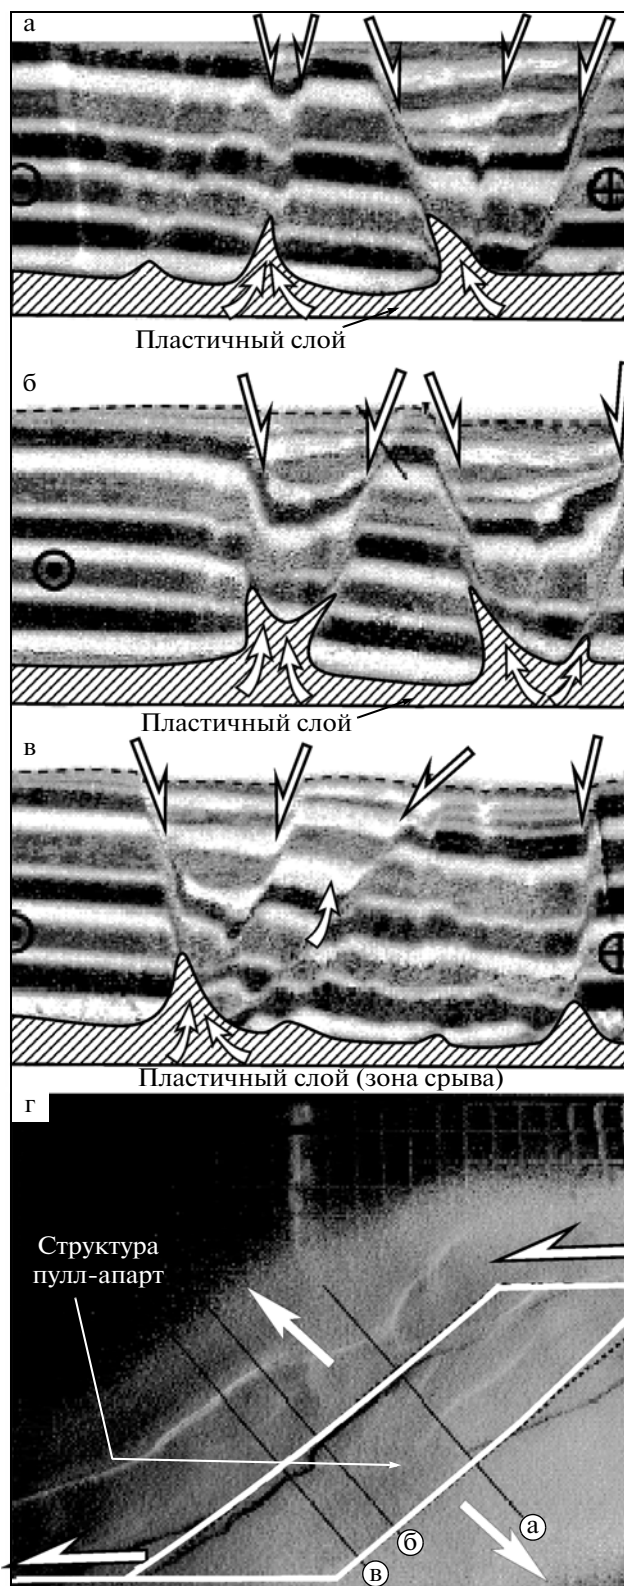 а
Пластичный слой
б
Пластичный слой
в
Пластичный слой (зона срыва)
г
Структура
пулл-апарт
а
б
в